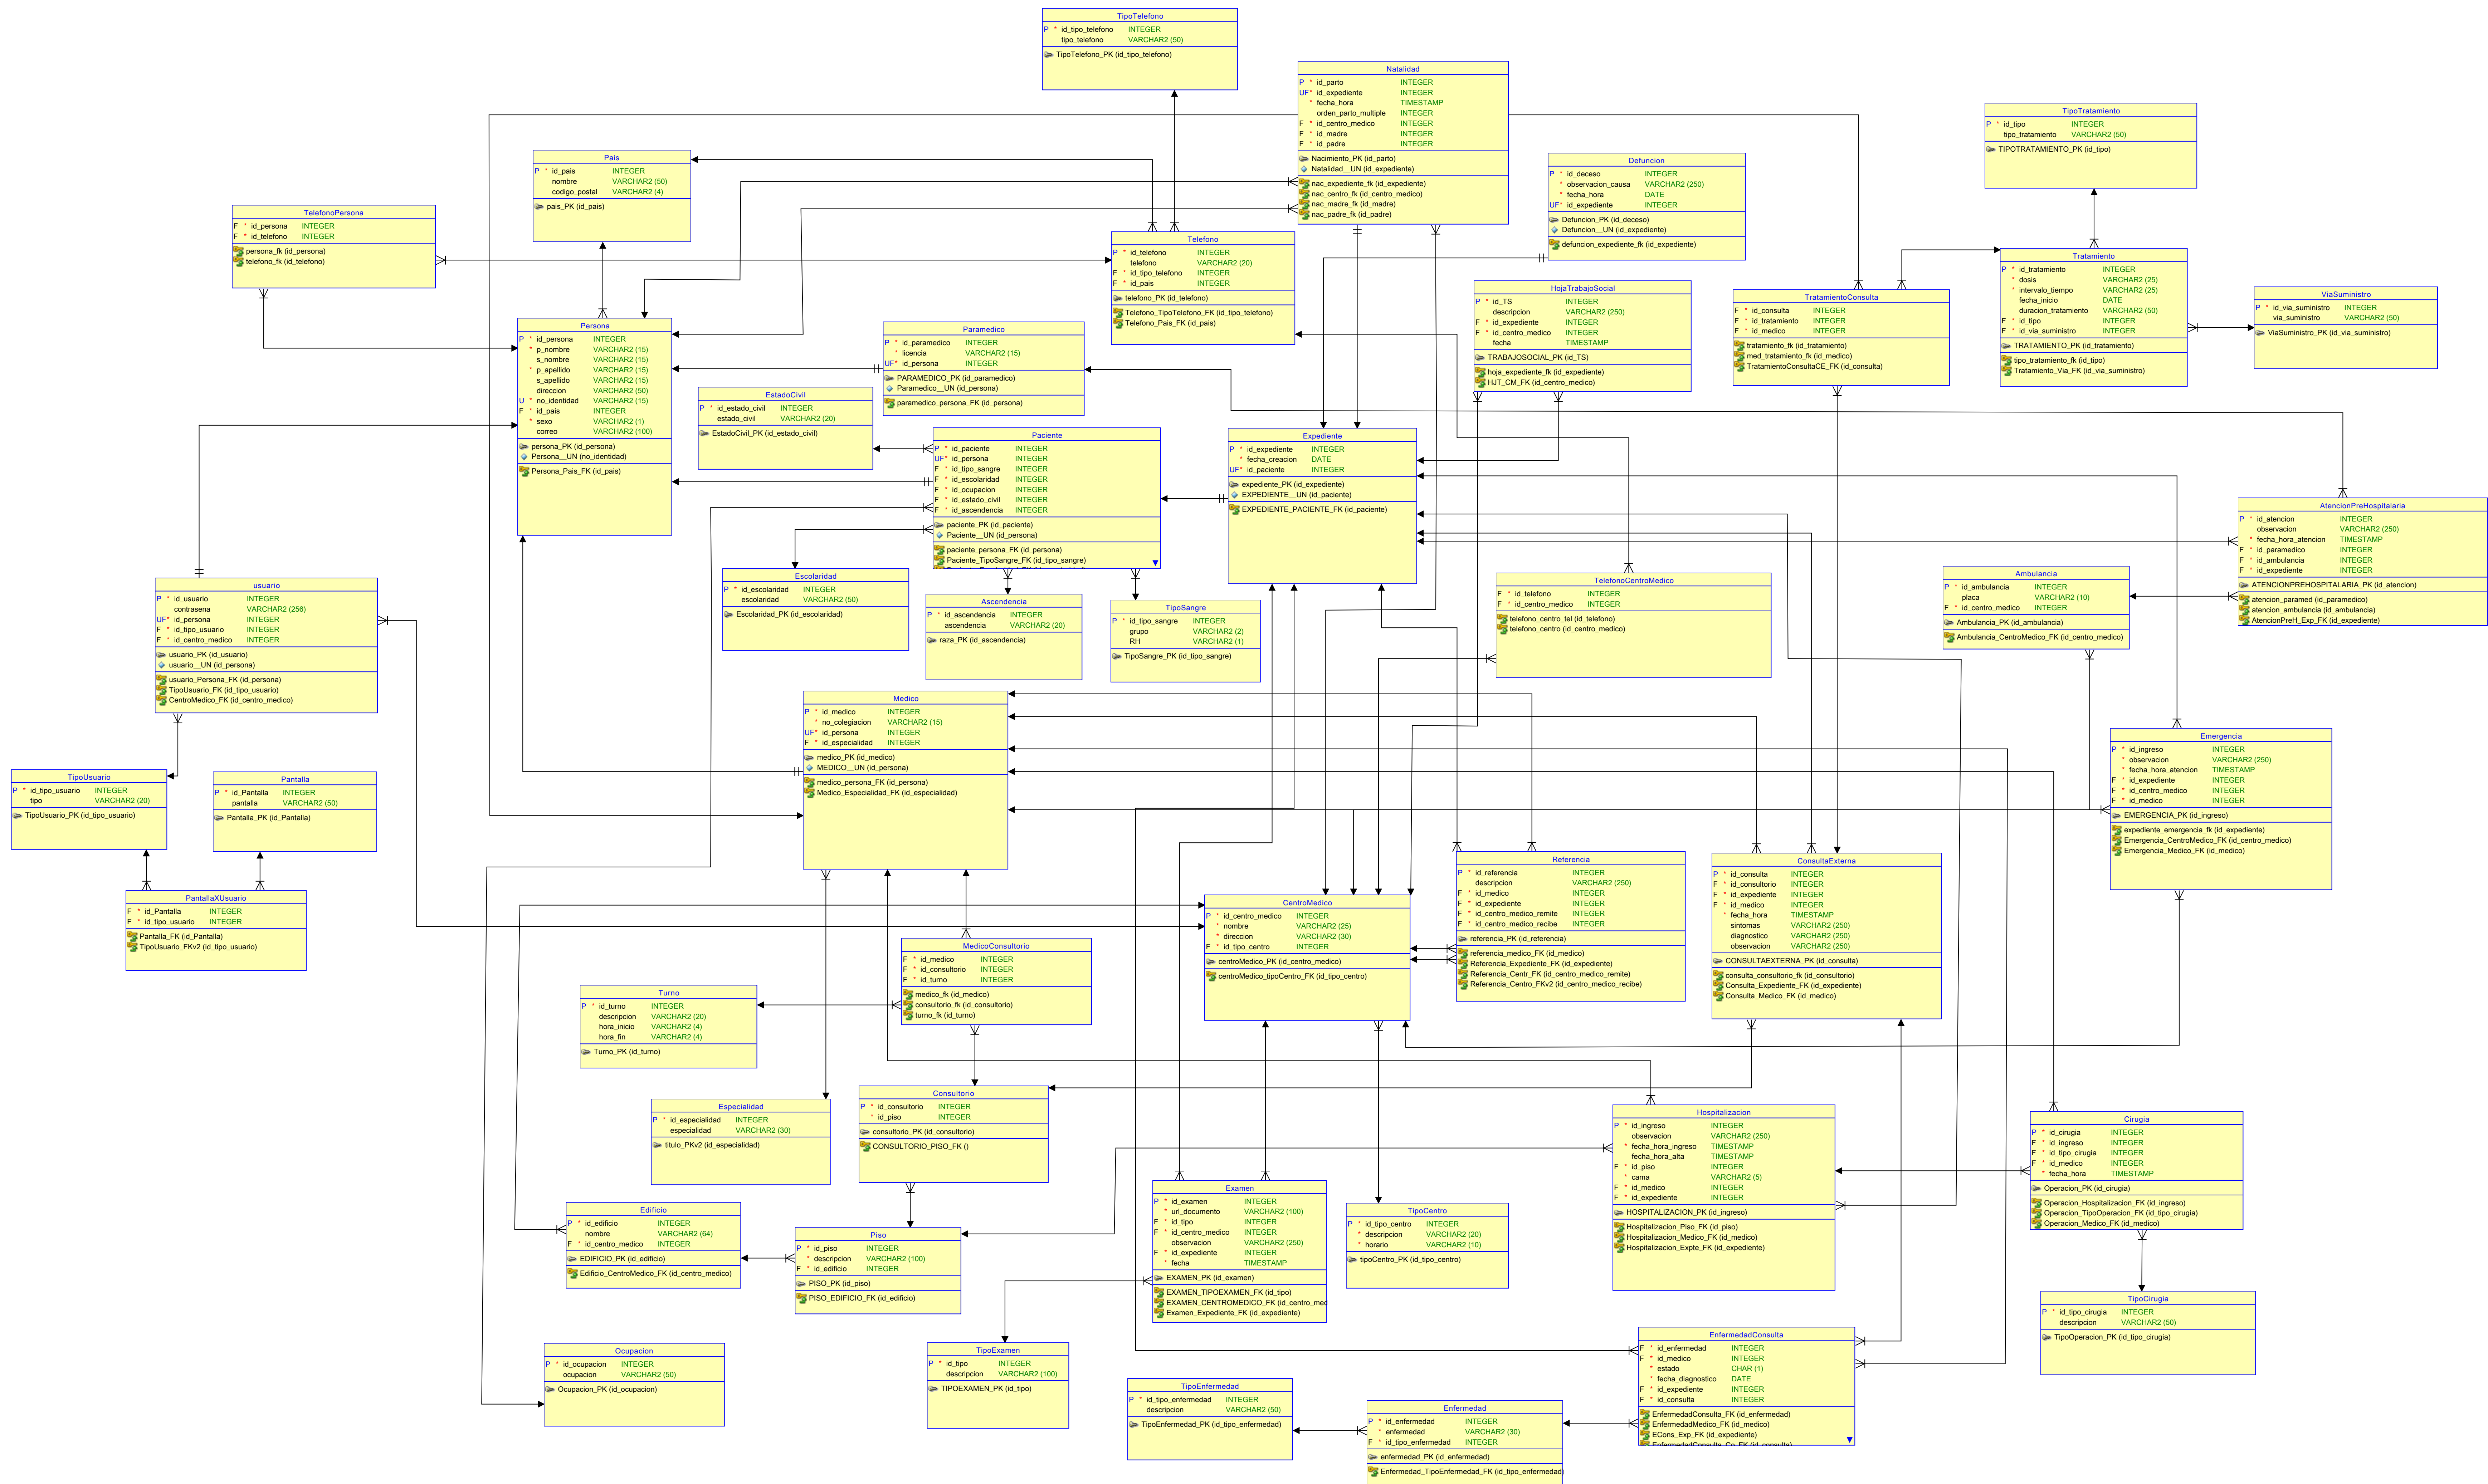 TipoTelefono
P * id_tipo_telefono INTEGER
tipo_telefono VARCHAR2 (50)
TipoTelefono_PK (id_tipo_telefono)
Natalidad
P * id_parto INTEGER
UF* id_expediente INTEGER
* fecha_hora TIMESTAMP
orden_parto_multiple INTEGER
F * id_centro_medico INTEGER
F * id_madre INTEGER
F * id_padre INTEGER
Nacimiento_PK (id_parto)
Natalidad__UN (id_expediente)
nac_expediente_fk (id_expediente)
nac_centro_fk (id_centro_medico)
nac_madre_fk (id_madre)
nac_padre_fk (id_padre)
TipoTratamiento
P * id_tipo INTEGER
tipo_tratamiento VARCHAR2 (50)
TIPOTRATAMIENTO_PK (id_tipo)
Pais
P * id_pais INTEGER
nombre VARCHAR2 (50)
codigo_postal VARCHAR2 (4)
pais_PK (id_pais)
Defuncion
P * id_deceso INTEGER
* observacion_causa VARCHAR2 (250)
* fecha_hora DATE
UF* id_expediente INTEGER
Defuncion_PK (id_deceso)
Defuncion__UN (id_expediente)
defuncion_expediente_fk (id_expediente)
TelefonoPersona
F * id_persona INTEGER
F * id_telefono INTEGER
persona_fk (id_persona)
telefono_fk (id_telefono)
Telefono
P * id_telefono INTEGER
telefono VARCHAR2 (20)
F * id_tipo_telefono INTEGER
F * id_pais INTEGER
telefono_PK (id_telefono)
Telefono_TipoTelefono_FK (id_tipo_telefono)
Telefono_Pais_FK (id_pais)
Tratamiento
P * id_tratamiento INTEGER
* dosis VARCHAR2 (25)
* intervalo_tiempo VARCHAR2 (25)
fecha_inicio DATE
duracion_tratamiento VARCHAR2 (50)
F * id_tipo INTEGER
F * id_via_suministro INTEGER
TRATAMIENTO_PK (id_tratamiento)
tipo_tratamiento_fk (id_tipo)
Tratamiento_Via_FK (id_via_suministro)
HojaTrabajoSocial
P * id_TS INTEGER
descripcion VARCHAR2 (250)
F * id_expediente INTEGER
F * id_centro_medico INTEGER
fecha TIMESTAMP
TRABAJOSOCIAL_PK (id_TS)
hoja_expediente_fk (id_expediente)
HJT_CM_FK (id_centro_medico)
TratamientoConsulta
F * id_consulta INTEGER
F * id_tratamiento INTEGER
F * id_medico INTEGER
tratamiento_fk (id_tratamiento)
med_tratamiento_fk (id_medico)
TratamientoConsultaCE_FK (id_consulta)
ViaSuministro
P * id_via_suministro INTEGER
via_suministro VARCHAR2 (50)
ViaSuministro_PK (id_via_suministro)
Persona
P * id_persona INTEGER
* p_nombre VARCHAR2 (15)
s_nombre VARCHAR2 (15)
* p_apellido VARCHAR2 (15)
s_apellido VARCHAR2 (15)
direccion VARCHAR2 (50)
U * no_identidad VARCHAR2 (15)
F * id_pais INTEGER
* sexo VARCHAR2 (1)
correo VARCHAR2 (100)
persona_PK (id_persona)
Persona__UN (no_identidad)
Persona_Pais_FK (id_pais)
Paramedico
P * id_paramedico INTEGER
* licencia VARCHAR2 (15)
UF* id_persona INTEGER
PARAMEDICO_PK (id_paramedico)
Paramedico__UN (id_persona)
paramedico_persona_FK (id_persona)
EstadoCivil
P * id_estado_civil INTEGER
estado_civil VARCHAR2 (20)
EstadoCivil_PK (id_estado_civil)
Paciente
P * id_paciente INTEGER
UF* id_persona INTEGER
F * id_tipo_sangre INTEGER
F * id_escolaridad INTEGER
F * id_ocupacion INTEGER
F * id_estado_civil INTEGER
F * id_ascendencia INTEGER
paciente_PK (id_paciente)
Paciente__UN (id_persona)
paciente_persona_FK (id_persona)
Paciente_TipoSangre_FK (id_tipo_sangre)
Expediente
P * id_expediente INTEGER
* fecha_creacion DATE
UF* id_paciente INTEGER
expediente_PK (id_expediente)
EXPEDIENTE__UN (id_paciente)
EXPEDIENTE_PACIENTE_FK (id_paciente)
AtencionPreHospitalaria
P * id_atencion INTEGER
observacion VARCHAR2 (250)
* fecha_hora_atencion TIMESTAMP
F * id_paramedico INTEGER
F * id_ambulancia INTEGER
F * id_expediente INTEGER
ATENCIONPREHOSPITALARIA_PK (id_atencion)
atencion_paramed (id_paramedico)
atencion_ambulancia (id_ambulancia)
AtencionPreH_Exp_FK (id_expediente)
usuario
P * id_usuario INTEGER
contrasena VARCHAR2 (256)
UF* id_persona INTEGER
F * id_tipo_usuario INTEGER
F * id_centro_medico INTEGER
usuario_PK (id_usuario)
usuario__UN (id_persona)
usuario_Persona_FK (id_persona)
TipoUsuario_FK (id_tipo_usuario)
CentroMedico_FK (id_centro_medico)
Escolaridad
P * id_escolaridad INTEGER
escolaridad VARCHAR2 (50)
Escolaridad_PK (id_escolaridad)
Ascendencia
P * id_ascendencia INTEGER
ascendencia VARCHAR2 (20)
raza_PK (id_ascendencia)
TipoSangre
P * id_tipo_sangre INTEGER
grupo VARCHAR2 (2)
RH VARCHAR2 (1)
TipoSangre_PK (id_tipo_sangre)
TelefonoCentroMedico
F * id_telefono INTEGER
F * id_centro_medico INTEGER
telefono_centro_tel (id_telefono)
telefono_centro (id_centro_medico)
Ambulancia
P * id_ambulancia INTEGER
placa VARCHAR2 (10)
F * id_centro_medico INTEGER
Ambulancia_PK (id_ambulancia)
Ambulancia_CentroMedico_FK (id_centro_medico)
Medico
P * id_medico INTEGER
* no_colegiacion VARCHAR2 (15)
UF* id_persona INTEGER
F * id_especialidad INTEGER
medico_PK (id_medico)
MEDICO__UN (id_persona)
medico_persona_FK (id_persona)
Medico_Especialidad_FK (id_especialidad)
Emergencia
P * id_ingreso INTEGER
* observacion VARCHAR2 (250)
* fecha_hora_atencion TIMESTAMP
F * id_expediente INTEGER
F * id_centro_medico INTEGER
F * id_medico INTEGER
EMERGENCIA_PK (id_ingreso)
expediente_emergencia_fk (id_expediente)
Emergencia_CentroMedico_FK (id_centro_medico)
Emergencia_Medico_FK (id_medico)
TipoUsuario
P * id_tipo_usuario INTEGER
tipo VARCHAR2 (20)
TipoUsuario_PK (id_tipo_usuario)
Pantalla
P * id_Pantalla INTEGER
pantalla VARCHAR2 (50)
Pantalla_PK (id_Pantalla)
PantallaXUsuario
F * id_Pantalla INTEGER
F * id_tipo_usuario INTEGER
Pantalla_FK (id_Pantalla)
TipoUsuario_FKv2 (id_tipo_usuario)
Referencia
P * id_referencia INTEGER
descripcion VARCHAR2 (250)
F * id_medico INTEGER
F * id_expediente INTEGER
F * id_centro_medico_remite INTEGER
F * id_centro_medico_recibe INTEGER
referencia_PK (id_referencia)
referencia_medico_FK (id_medico)
Referencia_Expediente_FK (id_expediente)
Referencia_Centr_FK (id_centro_medico_remite)
Referencia_Centro_FKv2 (id_centro_medico_recibe)
ConsultaExterna
P * id_consulta INTEGER
F * id_consultorio INTEGER
F * id_expediente INTEGER
F * id_medico INTEGER
* fecha_hora TIMESTAMP
sintomas VARCHAR2 (250)
diagnostico VARCHAR2 (250)
observacion VARCHAR2 (250)
CONSULTAEXTERNA_PK (id_consulta)
consulta_consultorio_fk (id_consultorio)
Consulta_Expediente_FK (id_expediente)
Consulta_Medico_FK (id_medico)
CentroMedico
P * id_centro_medico INTEGER
* nombre VARCHAR2 (25)
* direccion VARCHAR2 (30)
F * id_tipo_centro INTEGER
centroMedico_PK (id_centro_medico)
centroMedico_tipoCentro_FK (id_tipo_centro)
MedicoConsultorio
F * id_medico INTEGER
F * id_consultorio INTEGER
F * id_turno INTEGER
medico_fk (id_medico)
consultorio_fk (id_consultorio)
turno_fk (id_turno)
Turno
P * id_turno INTEGER
descripcion VARCHAR2 (20)
hora_inicio VARCHAR2 (4)
hora_fin VARCHAR2 (4)
Turno_PK (id_turno)
Especialidad
P * id_especialidad INTEGER
especialidad VARCHAR2 (30)
titulo_PKv2 (id_especialidad)
Consultorio
P * id_consultorio INTEGER
* id_piso INTEGER
consultorio_PK (id_consultorio)
CONSULTORIO_PISO_FK ()
Hospitalizacion
P * id_ingreso INTEGER
observacion VARCHAR2 (250)
* fecha_hora_ingreso TIMESTAMP
fecha_hora_alta TIMESTAMP
F * id_piso INTEGER
* cama VARCHAR2 (5)
F * id_medico INTEGER
F * id_expediente INTEGER
HOSPITALIZACION_PK (id_ingreso)
Hospitalizacion_Piso_FK (id_piso)
Hospitalizacion_Medico_FK (id_medico)
Hospitalizacion_Expte_FK (id_expediente)
Cirugia
P * id_cirugia INTEGER
F * id_ingreso INTEGER
F * id_tipo_cirugia INTEGER
F * id_medico INTEGER
* fecha_hora TIMESTAMP
Operacion_PK (id_cirugia)
Operacion_Hospitalizacion_FK (id_ingreso)
Operacion_TipoOperacion_FK (id_tipo_cirugia)
Operacion_Medico_FK (id_medico)
Edificio
P * id_edificio INTEGER
nombre VARCHAR2 (64)
F * id_centro_medico INTEGER
EDIFICIO_PK (id_edificio)
Edificio_CentroMedico_FK (id_centro_medico)
Piso
P * id_piso INTEGER
* descripcion VARCHAR2 (100)
F * id_edificio INTEGER
PISO_PK (id_piso)
PISO_EDIFICIO_FK (id_edificio)
Examen
P * id_examen INTEGER
* url_documento VARCHAR2 (100)
F * id_tipo INTEGER
F * id_centro_medico INTEGER
observacion VARCHAR2 (250)
F * id_expediente INTEGER
* fecha TIMESTAMP
EXAMEN_PK (id_examen)
EXAMEN_TIPOEXAMEN_FK (id_tipo)
EXAMEN_CENTROMEDICO_FK (id_centro_med
Examen_Expediente_FK (id_expediente)
TipoCentro
P * id_tipo_centro INTEGER
* descripcion VARCHAR2 (20)
* horario VARCHAR2 (10)
tipoCentro_PK (id_tipo_centro)
TipoCirugia
P * id_tipo_cirugia INTEGER
descripcion VARCHAR2 (50)
TipoOperacion_PK (id_tipo_cirugia)
Ocupacion
P * id_ocupacion INTEGER
ocupacion VARCHAR2 (50)
Ocupacion_PK (id_ocupacion)
TipoExamen
P * id_tipo INTEGER
descripcion VARCHAR2 (100)
TIPOEXAMEN_PK (id_tipo)
EnfermedadConsulta
F * id_enfermedad INTEGER
F * id_medico INTEGER
* estado CHAR (1)
* fecha_diagnostico DATE
F * id_expediente INTEGER
F * id_consulta INTEGER
EnfermedadConsulta_FK (id_enfermedad)
EnfermedadMedico_FK (id_medico)
ECons_Exp_FK (id_expediente)
EnfermedadConsulta_Co_FK (id_consulta)
TipoEnfermedad
P * id_tipo_enfermedad INTEGER
descripcion VARCHAR2 (50)
TipoEnfermedad_PK (id_tipo_enfermedad)
Enfermedad
P * id_enfermedad INTEGER
* enfermedad VARCHAR2 (30)
F * id_tipo_enfermedad INTEGER
enfermedad_PK (id_enfermedad)
Enfermedad_TipoEnfermedad_FK (id_tipo_enfermedad)